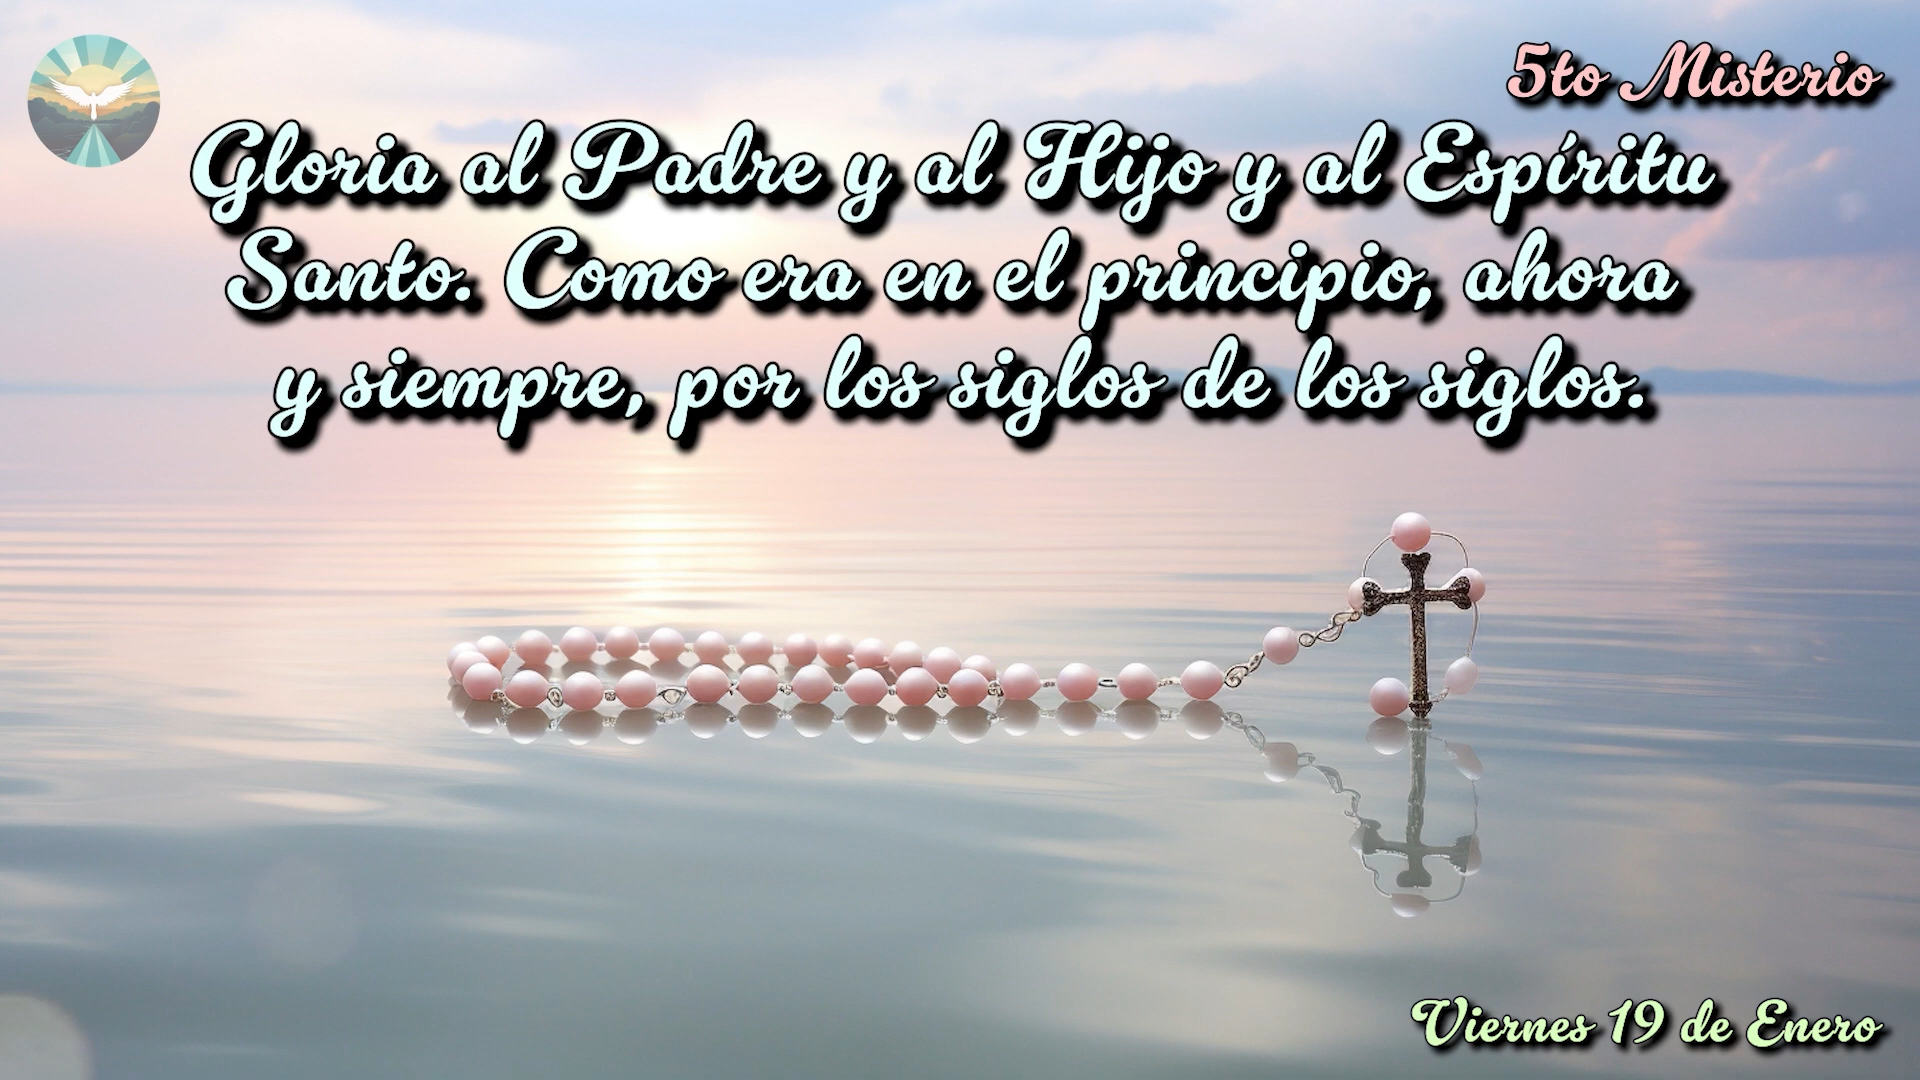 5to Misterio
Gloria al Padre y al Hijo y al Espíritu
Santo. Como era en el principio, ahora
y siempre, por los siglos de los siglos.
Viernes 19 de Enero